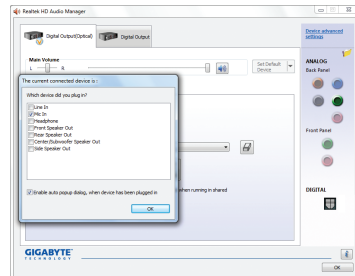 Realtek HD Audio Manager
Digital Output(Optical)
Digital Output
Device advanced
settings
Main Volume
L
R
Set Default
Device
ANALOG
Back Panel
The current connected device is :
Which device did you plug in?
Line In
Mic In
Headphone
Front Speaker Out
Rear Speaker Out
Center/Subwoofer Speaker Out
Side Speaker Out
Front Panel
when running in shared
Enable auto popup dialog, when device has been plugged in
DIGITAL
OK
GIGABYTE
TECHNOLOGY
OK